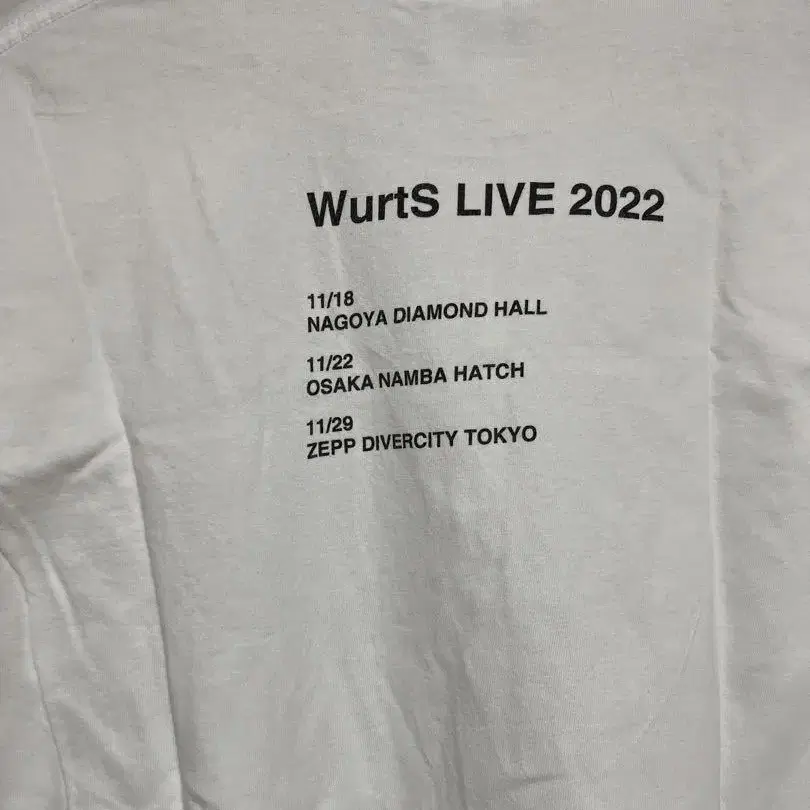 WurtS LIVE 2022
11/18
NAGOYA DIAMOND HALL
11/22
OSAKA NAMBA HATCH
11/29
ZEPP DIVERCITY TOKYO